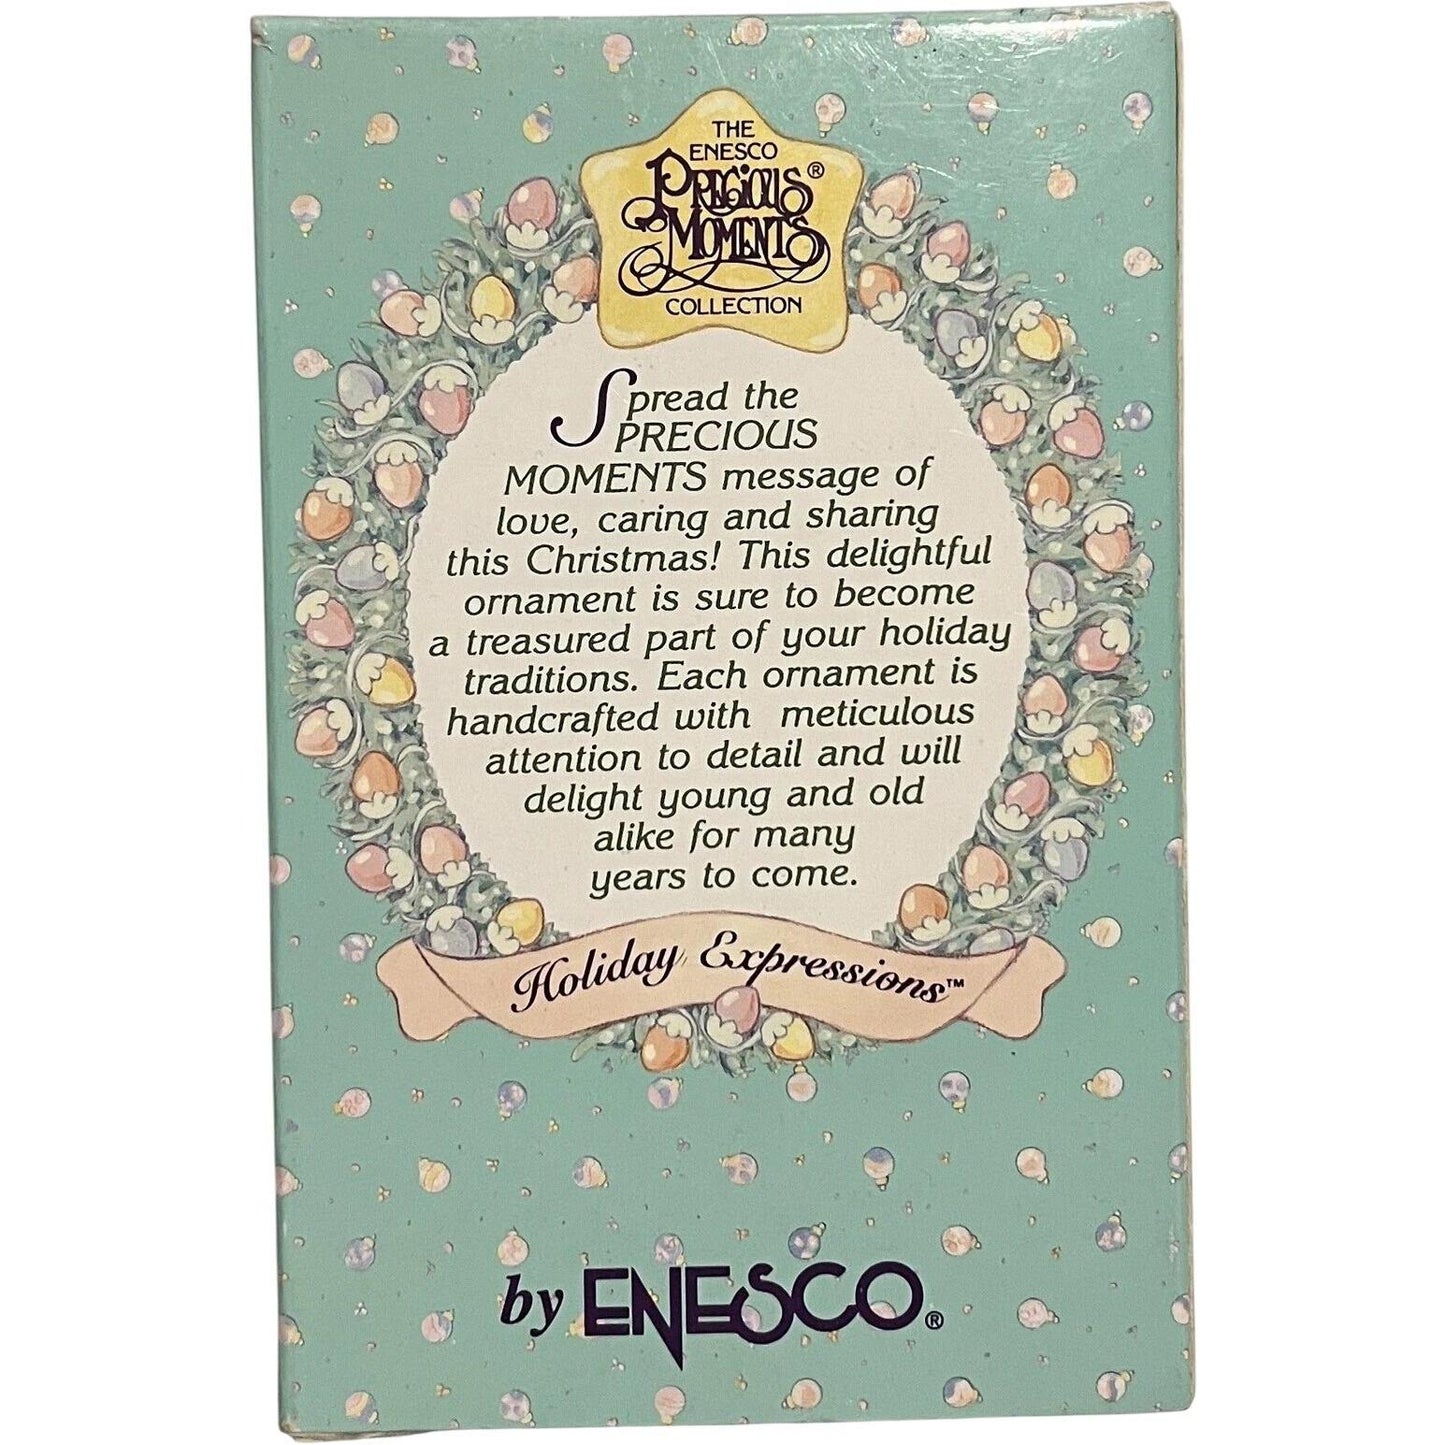 THE
ENESCO
PRECIOUS®
MOMENTS
COLLECTION
Spread the
PRECIOUS
MOMENTS message of
love, caring and sharing
this Christmas! This delightful
ornament is sure to become
a treasured part of your holiday
traditions. Each ornament is
handcrafted with meticulous
attention to detail and will
delight young and old
alike for many
years to come.
Holiday Expressions™
by ENESCO®